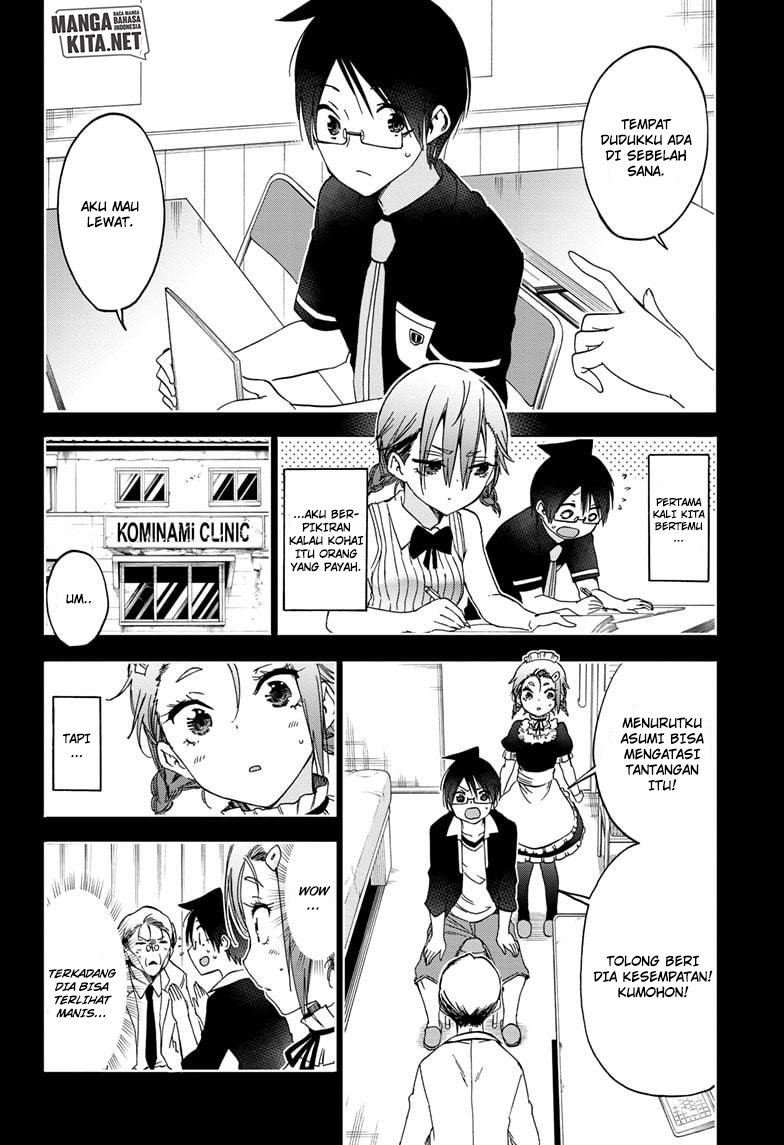 MANGA
BACA MANGA
BAHASA
INDONESIA
KITA.NET
TEMPAT
DUDUKKU ADA
DI SEBELAH
SANA.
AKU MAU
LEWAT.
PERTAMA
KALI KITA
BERTEMU
...
...AKU BER-
PIKIRAN
KALAU KOHAI
ITU ORANG
YANG PAYAH.
KOMINAMi CLINIC
UM..
MENURUTKU
ASUMI BISA
MENGATASI
TANTANGAN
ITU!
TOLONG BERI
DIA KESEMPATAN!
KUMOHON!
TAPI
...
WOW
...
TERKADANG
DIA BISA
TERLIHAT
MANIS...